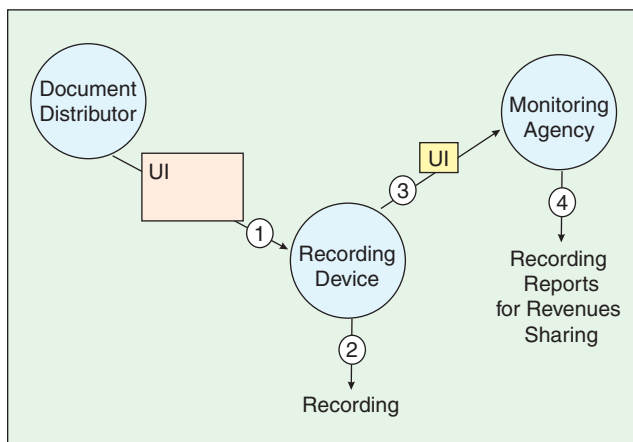 Document
Distributor
UI
1
Recording
Device
2
Recording
3
UI
Monitoring
Agency
4
Recording
Reports
for Revenues
Sharing